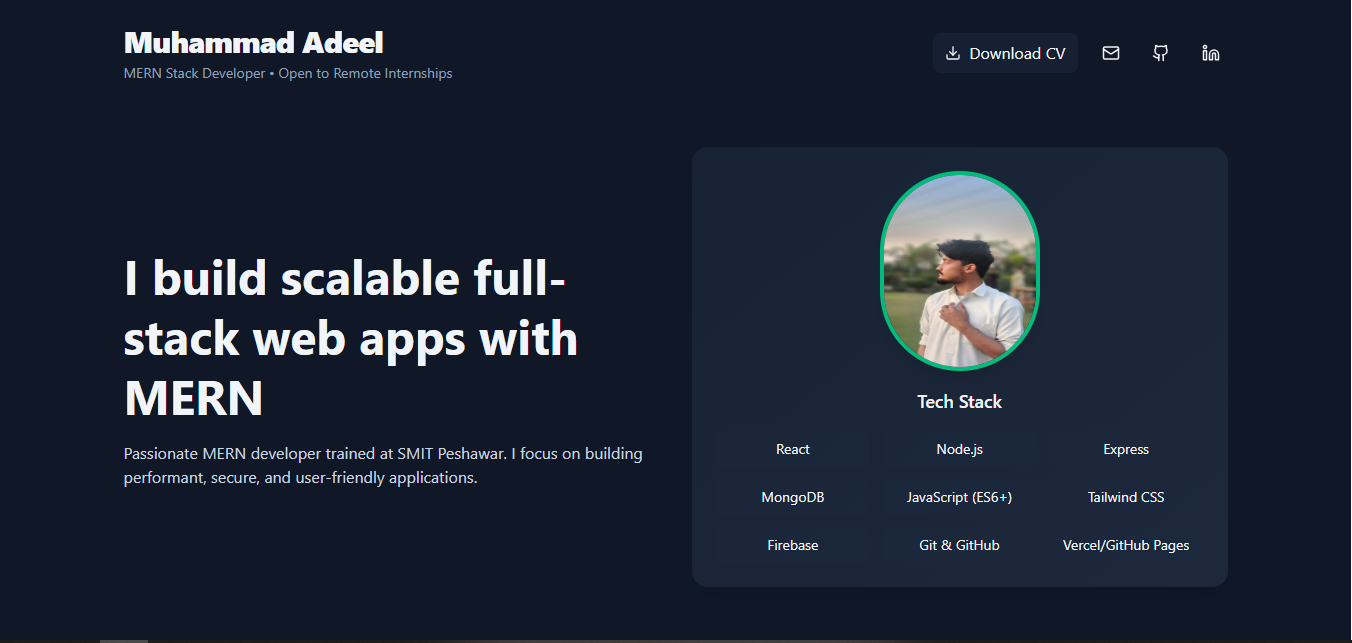 Muhammad Adeel
MERN Stack Developer • Open to Remote Internships
Download CV
I build scalable full-
stack web apps with
MERN
Passionate MERN developer trained at SMIT Peshawar. I focus on building
performant, secure, and user-friendly applications.
Tech Stack
React
Node.js
Express
MongoDB
JavaScript (ES6+)
Tailwind CSS
Firebase
Git & GitHub
Vercel/GitHub Pages